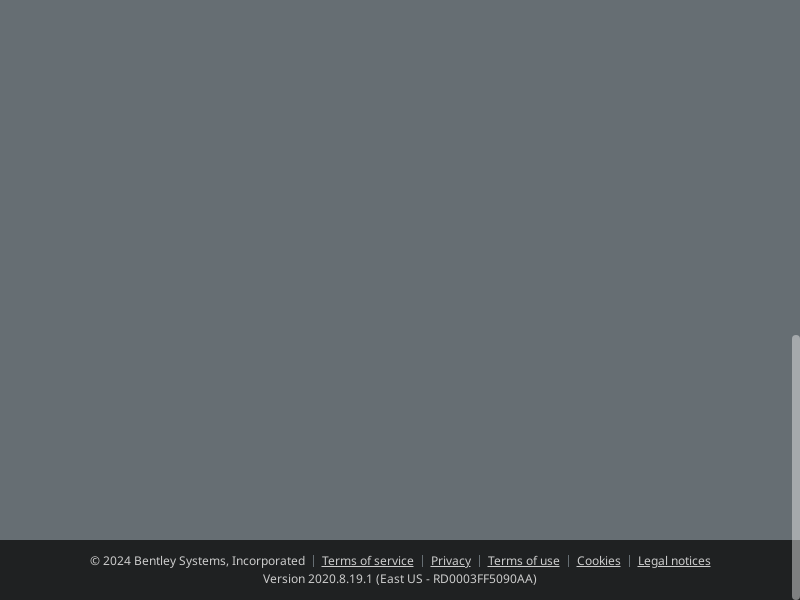 © 2024 Bentley Systems, Incorporated | Terms of service | Privacy | Terms of use | Cookies | Legal notices
Version 2020.8.19.1 (East US - RD0003FF5090AA)